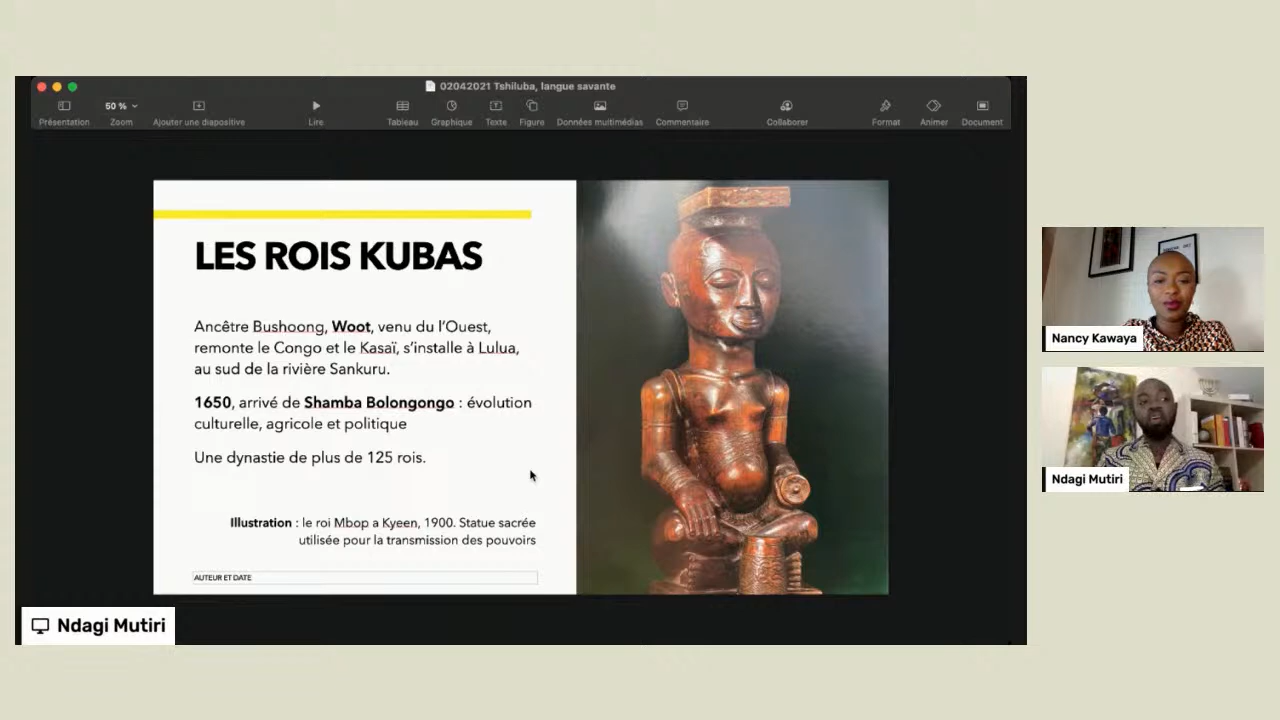 02042021 Tshiluba, langue savante
50 %
Présentation
Zoom
Ajouter une diapositive
Lire
Tableau
Graphique
Texte
Figure
Données multimédias
Commentaire
Collaborer
Format
Animer
Document
LES ROIS KUBAS
Ancêtre Bushoong, Woot, venu du l'Ouest,
remonte le Congo et le Kasaï, s'installe à Lulua,
au sud de la rivière Sankuru.
1650, arrivé de Shamba Bolongongo : évolution
culturelle, agricole et politique
Une dynastie de plus de 125 rois.
Illustration : le roi Mbop a Kyeen, 1900. Statue sacrée
utilisée pour la transmission des pouvoirs
AUTEUR ET DATE
Ndagi Mutiri
Nancy Kawaya
Ndagi Mutiri